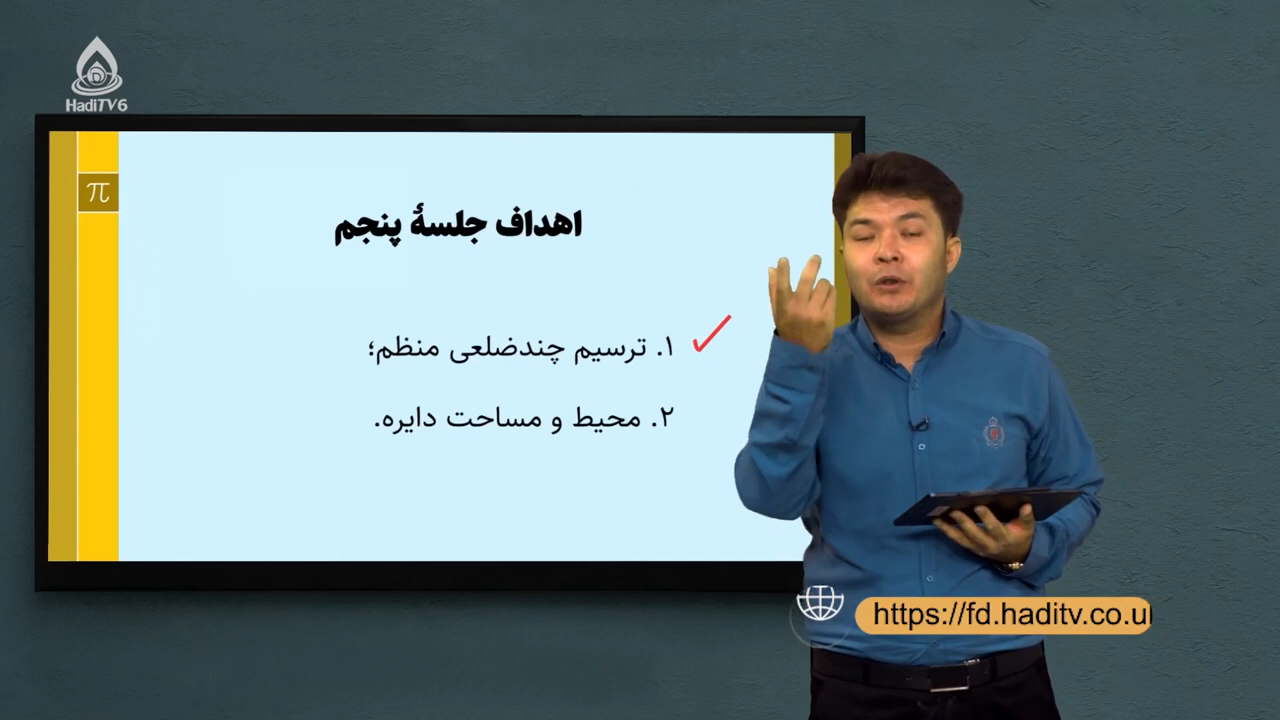 HadiTV6
π
اهداف جلسهٔ پنجم
۱. ترسیم چندضلعی منظم؛
۲. محیط و مساحت دایره.
https://fd.haditv.co.u